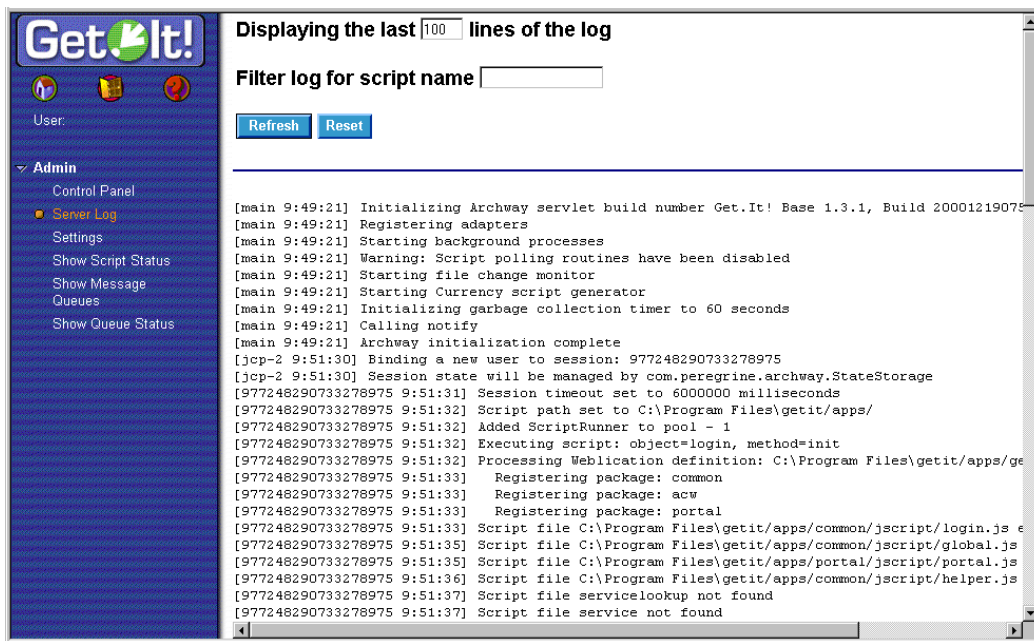 Get.It!
User:
Admin
Control Panel
Server Log
Settings
Show Script Status
Show Message
Queues
Show Queue Status
Displaying the last 100 lines of the log
Filter log for script name
Refresh Reset
[main 9:49:21] Initializing Archway servlet build number Get.It! Base 1.3.1, Build 20001219075
[main 9:49:21] Registering adapters
[main 9:49:21] Starting background processes
[main 9:49:21] Warning: Script polling routines have been disabled
[main 9:49:21] Starting file change monitor
[main 9:49:21] Starting Currency script generator
[main 9:49:21] Initializing garbage collection timer to 60 seconds
[main 9:49:21] Calling notify
[main 9:49:21] Archway initialization complete
[jcp-2 9:51:30] Binding a new user to session: 977248290733278975
[jcp-2 9:51:30] Session state will be managed by com.peregrine.archway.StateStorage
[977248290733278975 9:51:31] Session timeout set to 6000000 milliseconds
[977248290733278975 9:51:32] Script path set to C:\Program Files\getit/apps/
[977248290733278975 9:51:32] Added ScriptRunner to pool - 1
[977248290733278975 9:51:32] Executing script: object=login, method=init
[977248290733278975 9:51:32] Processing Weblication definition: C:\Program Files\getit/apps/ge
[977248290733278975 9:51:33] Registering package: common
[977248290733278975 9:51:33] Registering package: acw
[977248290733278975 9:51:33] Registering package: portal
[977248290733278975 9:51:33] Script file C:\Program Files\getit/apps/common/jscript/login.js e
[977248290733278975 9:51:35] Script file C:\Program Files\getit/apps/common/jscript/global.js
[977248290733278975 9:51:35] Script file C:\Program Files\getit/apps/portal/jscript/portal.js
[977248290733278975 9:51:36] Script file C:\Program Files\getit/apps/common/jscript/helper.js
[977248290733278975 9:51:37] Script file servicelookup not found
[977248290733278975 9:51:37] Script file service not found